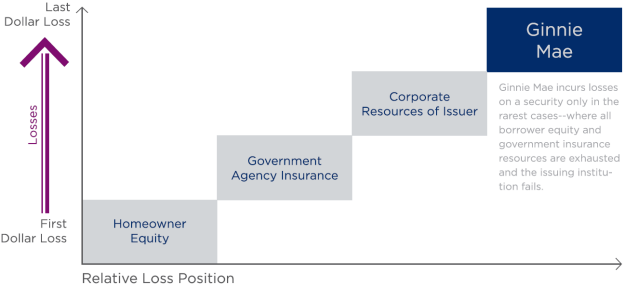 Last
Dollar Loss
Losses
First
Dollar Loss
Homeowner
Equity
Government
Agency Insurance
Corporate
Resources of Issuer
Ginnie
Mae
Ginnie Mae incurs losses
on a security only in the
rarest cases--where all
borrower equity and
government insurance
resources are exhausted
and the issuing institu-
tion fails.
Relative Loss Position